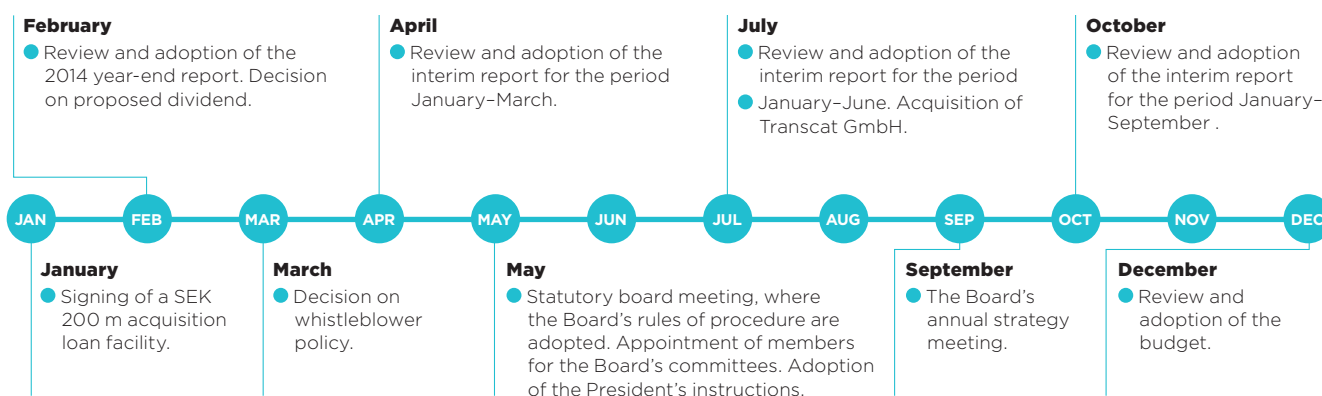 February
Review and adoption of the
2014 year-end report. Decision
on proposed dividend.
April
Review and adoption of the
interim report for the period
January–March.
July
Review and adoption of the
interim report for the period
January–June. Acquisition of
Transcat GmbH.
October
Review and adoption
of the interim report
for the period January–
September .
JAN
FEB
MAR
APR
MAY
JUN
JUL
AUG
SEP
OCT
NOV
DEC
January
Signing of a SEK
200 m acquisition
loan facility.
March
Decision on
whistleblower
policy.
May
Statutory board meeting, where
the Board’s rules of procedure are
adopted. Appointment of members
for the Board’s committees. Adoption
of the President’s instructions.
September
The Board’s
annual strategy
meeting.
December
Review and
adoption of the
budget.